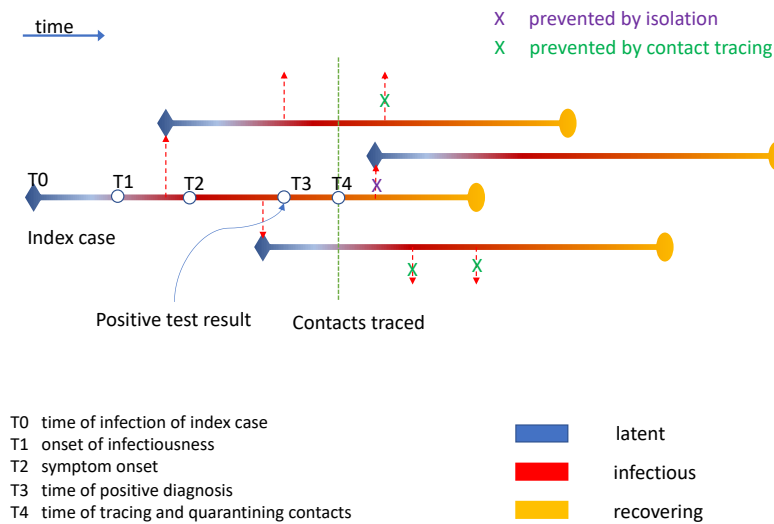 time
X prevented by isolation
X prevented by contact tracing
X
X
T0 T1 T2 T3 T4
Index case
X X
Positive test result
Contacts traced
T0 time of infection of index case
T1 onset of infectiousness
T2 symptom onset
T3 time of positive diagnosis
T4 time of tracing and quarantining contacts
latent
infectious
recovering